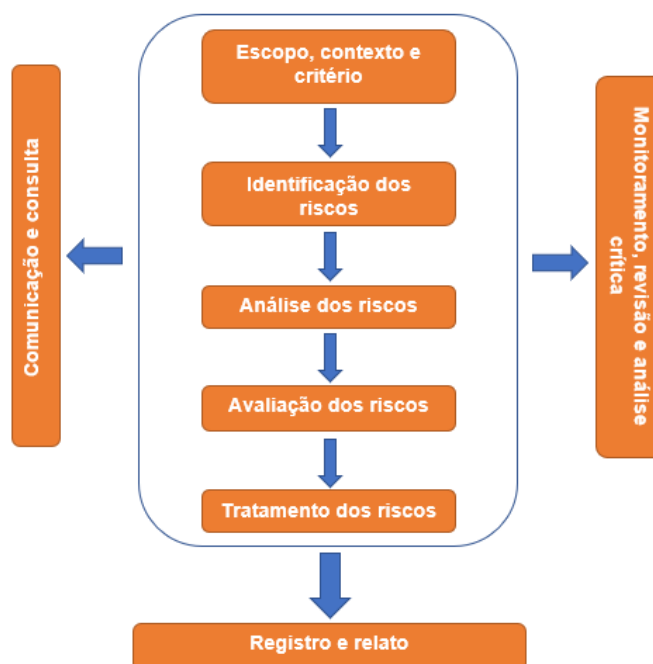 Escopo, contexto e
critério
Identificação dos
riscos
Análise dos riscos
Avaliação dos riscos
Tratamento dos riscos
Comunicação e consulta
Monitoramento, revisão e análise
crítica
Registro e relato